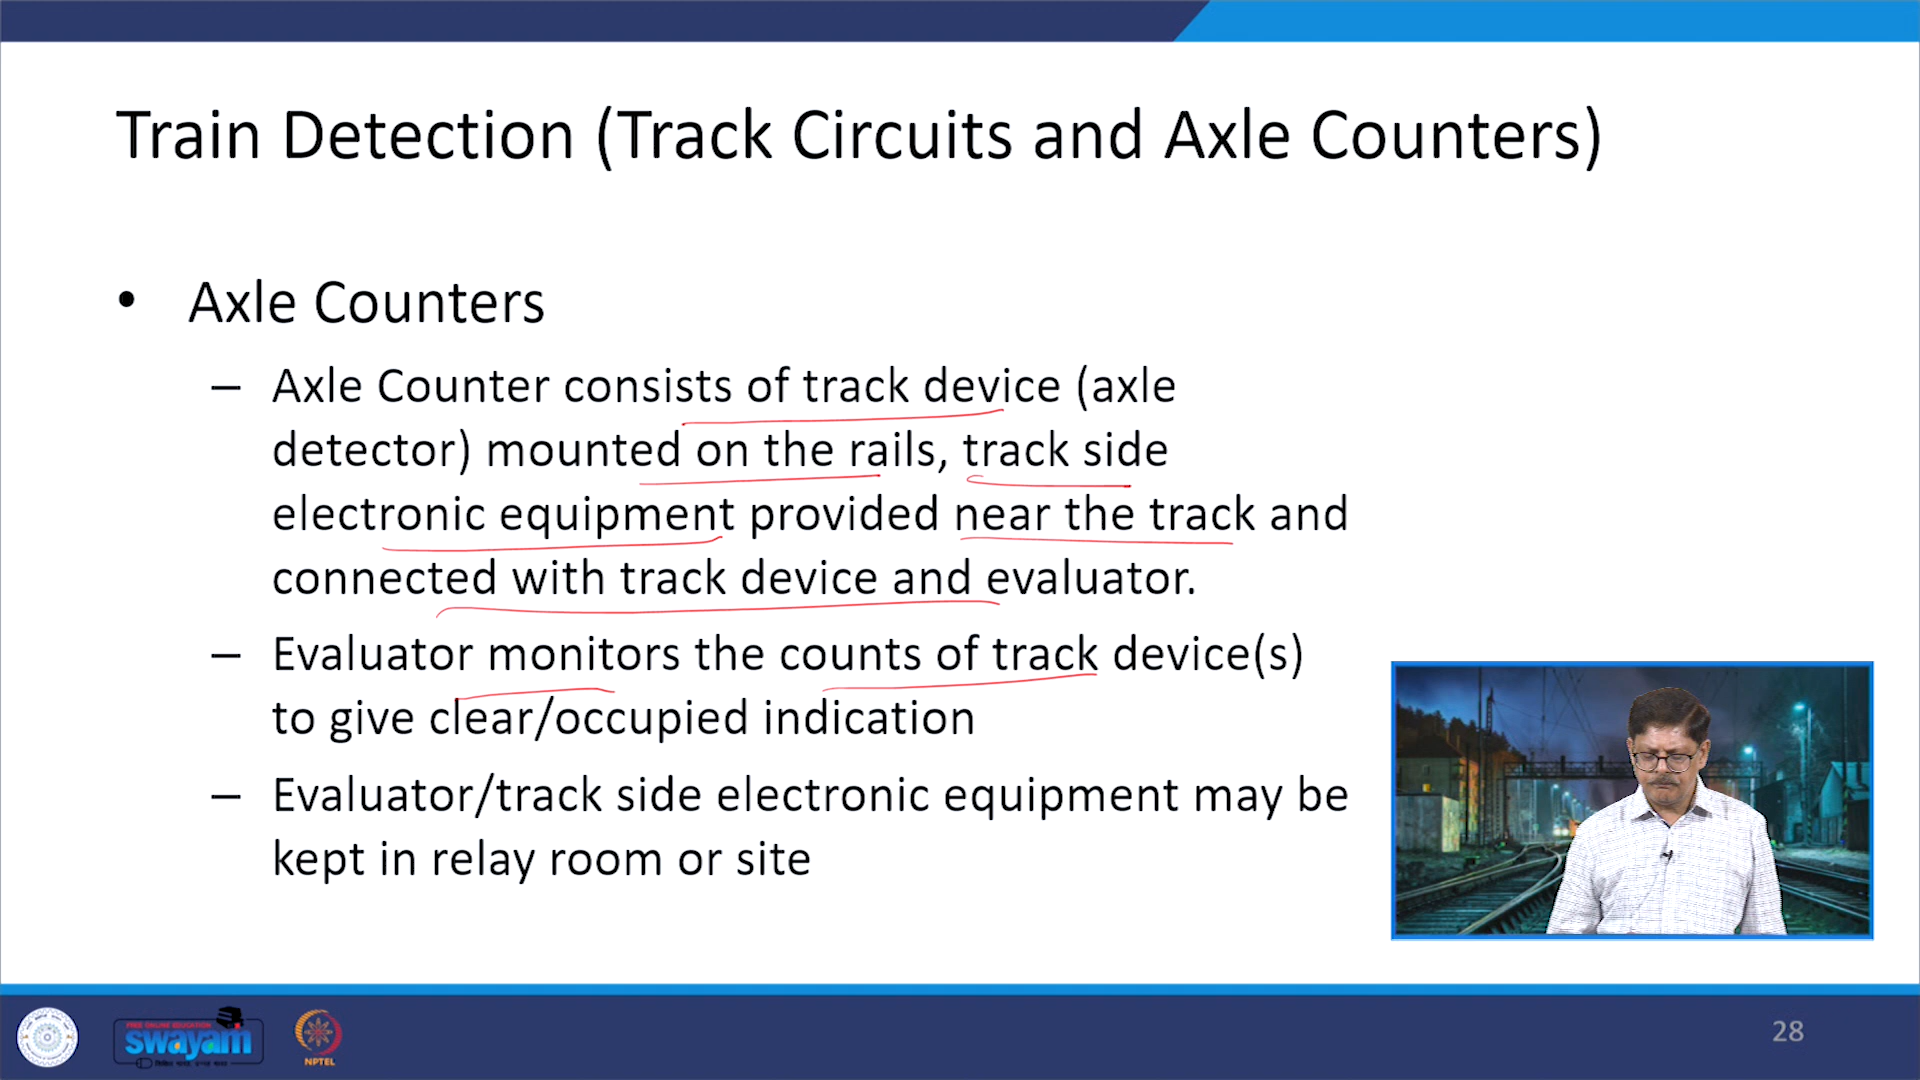 Train Detection (Track Circuits and Axle Counters)
• Axle Counters
– Axle Counter consists of track device (axle
detector) mounted on the rails, track side
electronic equipment provided near the track and
connected with track device and evaluator.
– Evaluator monitors the counts of track device(s)
to give clear/occupied indication
– Evaluator/track side electronic equipment may be
kept in relay room or site
FREE ONLINE EDUCATION
swayam
NPTEL
28